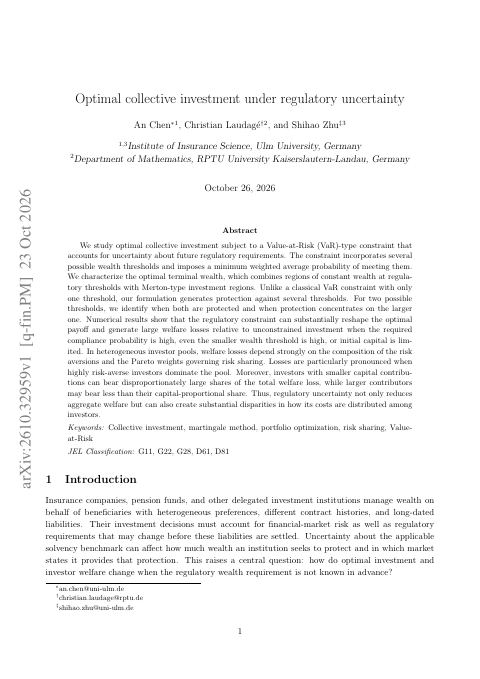 Optimal collective investment under regulatory uncertainty
An Chen*1, Christian Laudagé†2, and Shihao Zhu‡3
1,3Institute of Insurance Science, Ulm University, Germany
2Department of Mathematics, RPTU University Kaiserslautern-Landau, Germany
October 26, 2026
arXiv:2610.32959v1 [q-fin.PM] 23 Oct 2026
Abstract
We study optimal collective investment subject to a Value-at-Risk (VaR)-type constraint that
accounts for uncertainty about future regulatory requirements. The constraint incorporates several
possible wealth thresholds and imposes a minimum weighted average probability of meeting them.
We characterize the optimal terminal wealth, which combines regions of constant wealth at regula-
tory thresholds with Merton-type investment regions. Unlike a classical VaR constraint with only
one threshold, our formulation generates protection against several thresholds. For two possible
thresholds, we identify when both are protected and when protection concentrates on the larger
one. Numerical results show that the regulatory constraint can substantially reshape the optimal
payoff and generate large welfare losses relative to unconstrained investment when the required
compliance probability is high, even the smaller wealth threshold is high, or initial capital is lim-
ited. In heterogeneous investor pools, welfare losses depend strongly on the composition of the risk
aversions and the Pareto weights governing risk sharing. Losses are particularly pronounced when
highly risk-averse investors dominate the pool. Moreover, investors with smaller capital contribu-
tions can bear disproportionately large shares of the total welfare loss, while larger contributors
may bear less than their capital-proportional share. Thus, regulatory uncertainty not only reduces
aggregate welfare but can also create substantial disparities in how its costs are distributed among
investors.
Keywords: Collective investment, martingale method, portfolio optimization, risk sharing, Value-
at-Risk
JEL Classification: G11, G22, G28, D61, D81
1 Introduction
Insurance companies, pension funds, and other delegated investment institutions manage wealth on
behalf of beneficiaries with heterogeneous preferences, different contract histories, and long-dated
liabilities. Their investment decisions must account for financial-market risk as well as regulatory
requirements that may change before these liabilities are settled. Uncertainty about the applicable
solvency benchmark can affect how much wealth an institution seeks to protect and in which market
states it provides that protection. This raises a central question: how do optimal investment and
investor welfare change when the regulatory wealth requirement is not known in advance?
*an.chen@uni-ulm.de
†christian.laudage@rptu.de
‡shihao.zhu@uni-ulm.de
1